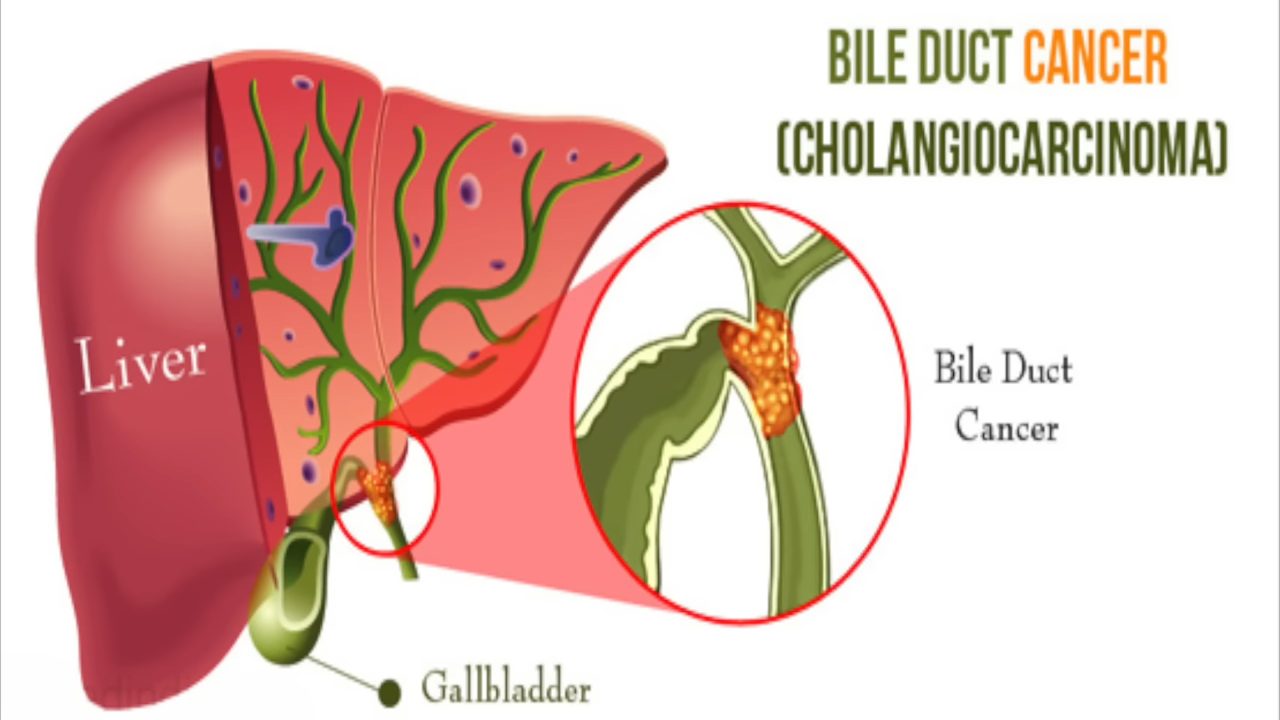 BILE DUCT CANCER
(CHOLANGIOCARCINOMA)
Liver
Bile Duct
Cancer
Gallbladder